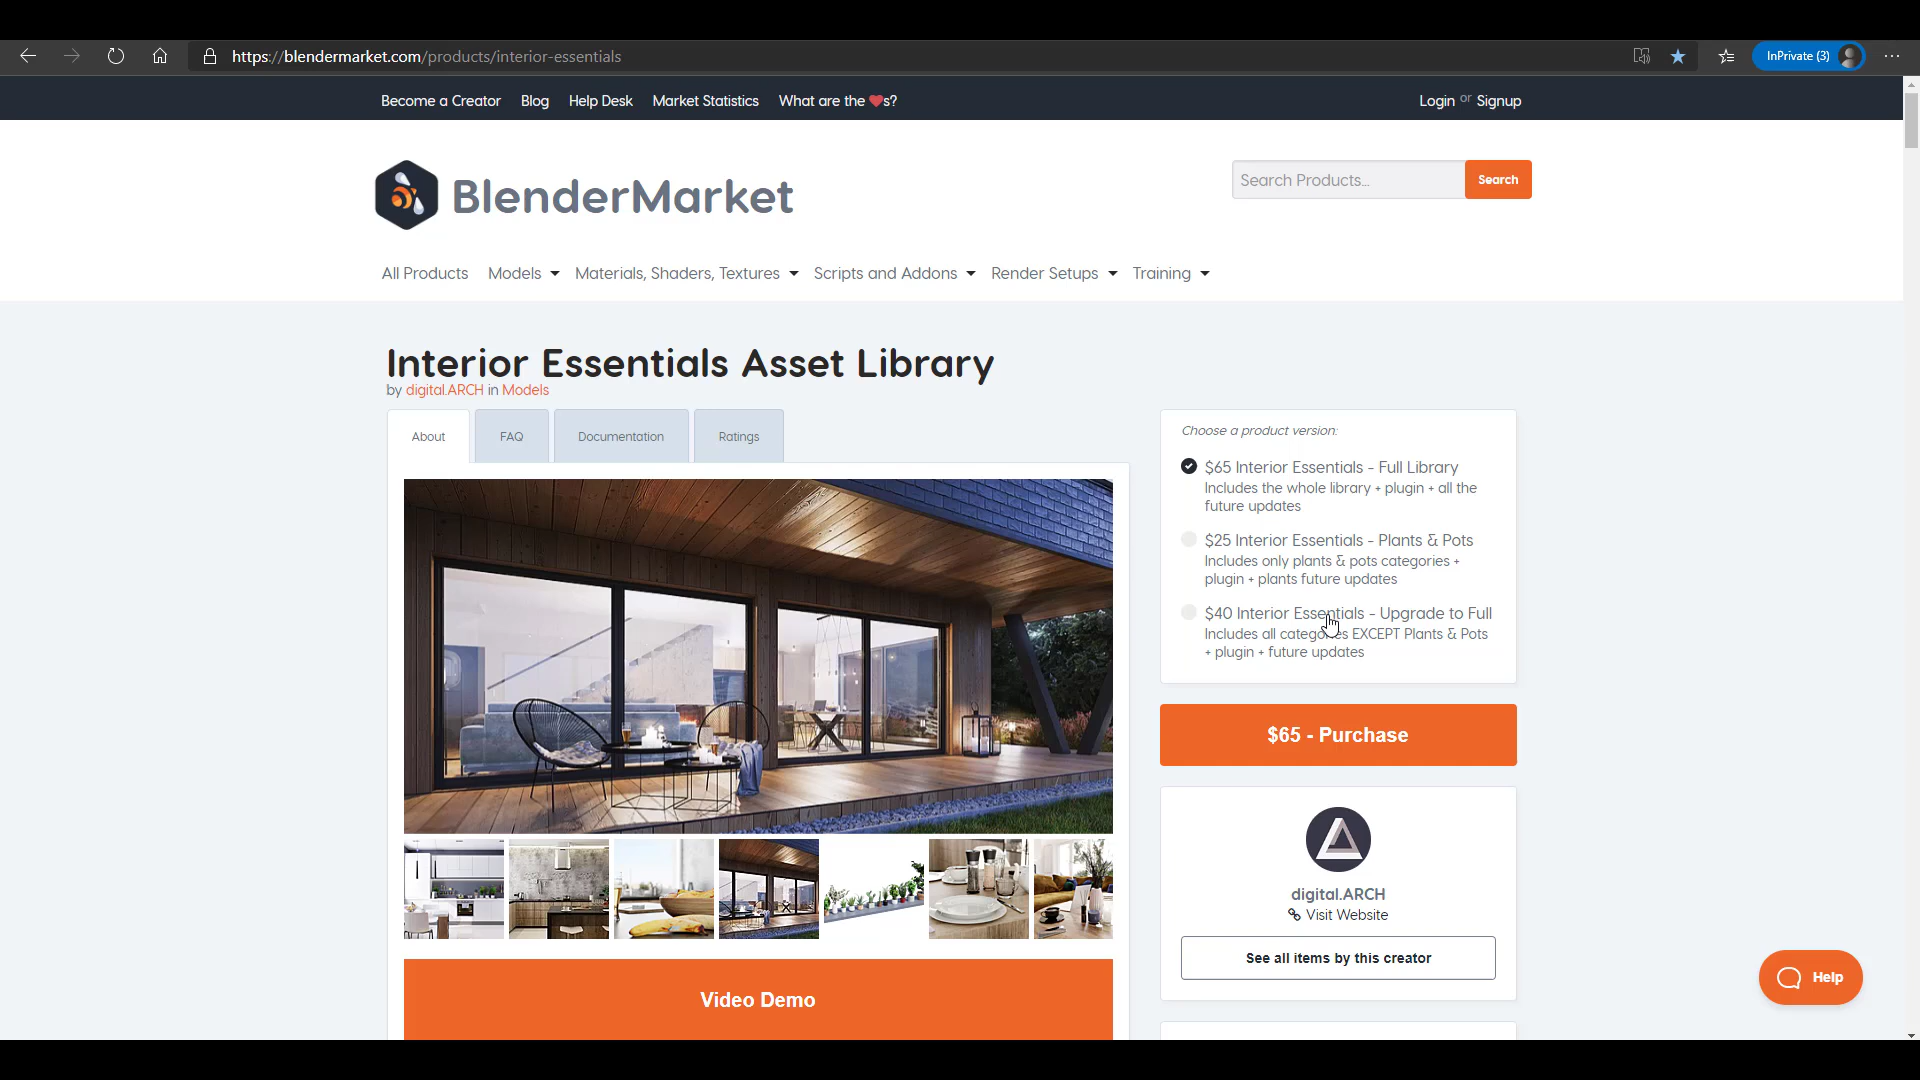 https://blendermarket.com/products/interior-essentials
InPrivate (3)
Become a Creator Blog Help Desk Market Statistics What are the ❤s?
Login or Signup
BlenderMarket
Search Products...
Search
All Products Models Materials, Shaders, Textures Scripts and Addons Render Setups Training
Interior Essentials Asset Library
by digital.ARCH in Models
About FAQ Documentation Ratings
Choose a product version:
$65 Interior Essentials - Full Library
Includes the whole library + plugin + all the
future updates
$25 Interior Essentials - Plants & Pots
Includes only plants & pots categories +
plugin + plants future updates
$40 Interior Essentials - Upgrade to Full
Includes all categories EXCEPT Plants & Pots
+ plugin + future updates
$65 - Purchase
digital.ARCH
Visit Website
See all items by this creator
Video Demo
Help